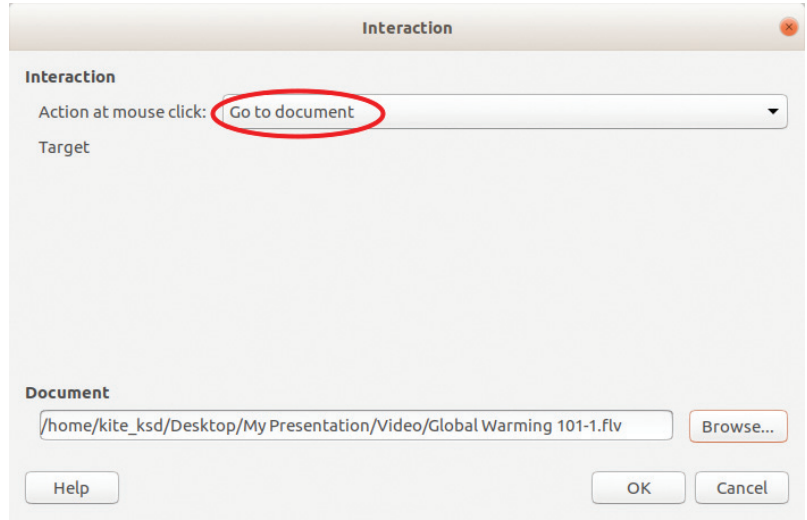 Interaction
Interaction
Action at mouse click: Go to document
Target
Document
/home/kite_ksd/Desktop/My Presentation/Video/Global Warming 101-1.flv Browse...
Help OK Cancel